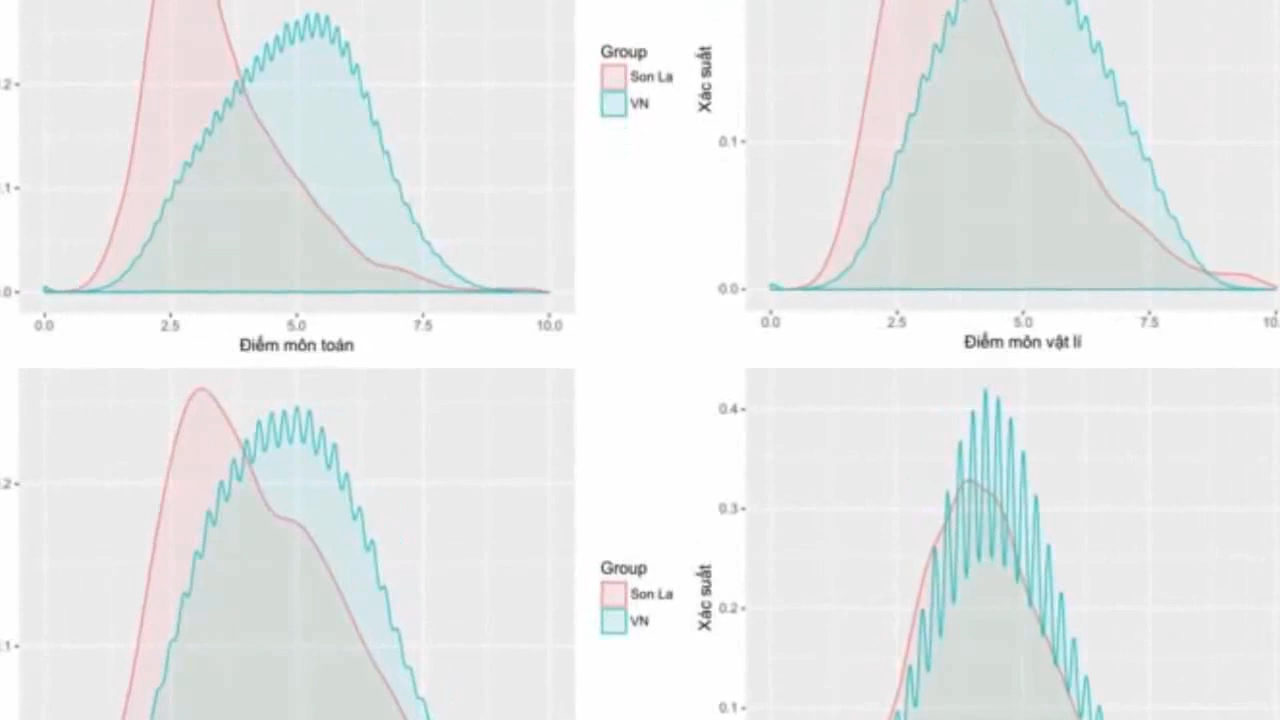 Group
Son La
VN
.2
.1
.0
0.0 2.5 5.0 7.5 10.0
Điểm môn toán
Xác suất
0.1
0.0
0.0 2.5 5.0 7.5 10.
Điểm môn vật lí
.2
.1
Group
Son La
VN
Xác suất
0.4
0.3
0.2
0.1